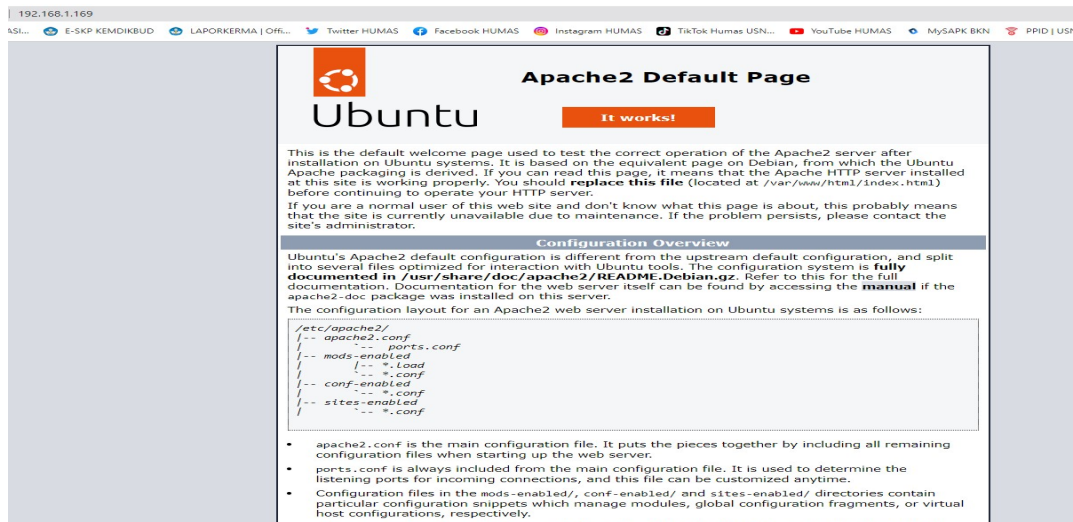 192.168.1.169
ASI... E-SKP KEMDIKBUD LAPORKERMA | Offi... Twitter HUMAS Facebook HUMAS Instagram HUMAS TikTok Humas USN... YouTube HUMAS MySAPK BKN PPID | USN
Apache2 Default Page
Ubuntu
It works!
This is the default welcome page used to test the correct operation of the Apache2 server after
installation on Ubuntu systems. It is based on the equivalent page on Debian, from which the Ubuntu
Apache packaging is derived. If you can read this page, it means that the Apache HTTP server installed
at this site is working properly. You should replace this file (located at /var/www/html/index.html)
before continuing to operate your HTTP server.
If you are a normal user of this web site and don't know what this page is about, this probably means
that the site is currently unavailable due to maintenance. If the problem persists, please contact the
site's administrator.
Configuration Overview
Ubuntu's Apache2 default configuration is different from the upstream default configuration, and split
into several files optimized for interaction with Ubuntu tools. The configuration system is fully
documented in /usr/share/doc/apache2/README.Debian.gz. Refer to this for the full
documentation. Documentation for the web server itself can be found by accessing the manual if the
apache2-doc package was installed on this server.
The configuration layout for an Apache2 web server installation on Ubuntu systems is as follows:
/etc/apache2/
|-- apache2.conf
|       `--  ports.conf
|-- mods-enabled
|       |-- *.load
|       `-- *.conf
|-- conf-enabled
|       `-- *.conf
|-- sites-enabled
|       `-- *.conf
• apache2.conf is the main configuration file. It puts the pieces together by including all remaining
configuration files when starting up the web server.
• ports.conf is always included from the main configuration file. It is used to determine the
listening ports for incoming connections, and this file can be customized anytime.
• Configuration files in the mods-enabled/, conf-enabled/ and sites-enabled/ directories contain
particular configuration snippets which manage modules, global configuration fragments, or virtual
host configurations, respectively.